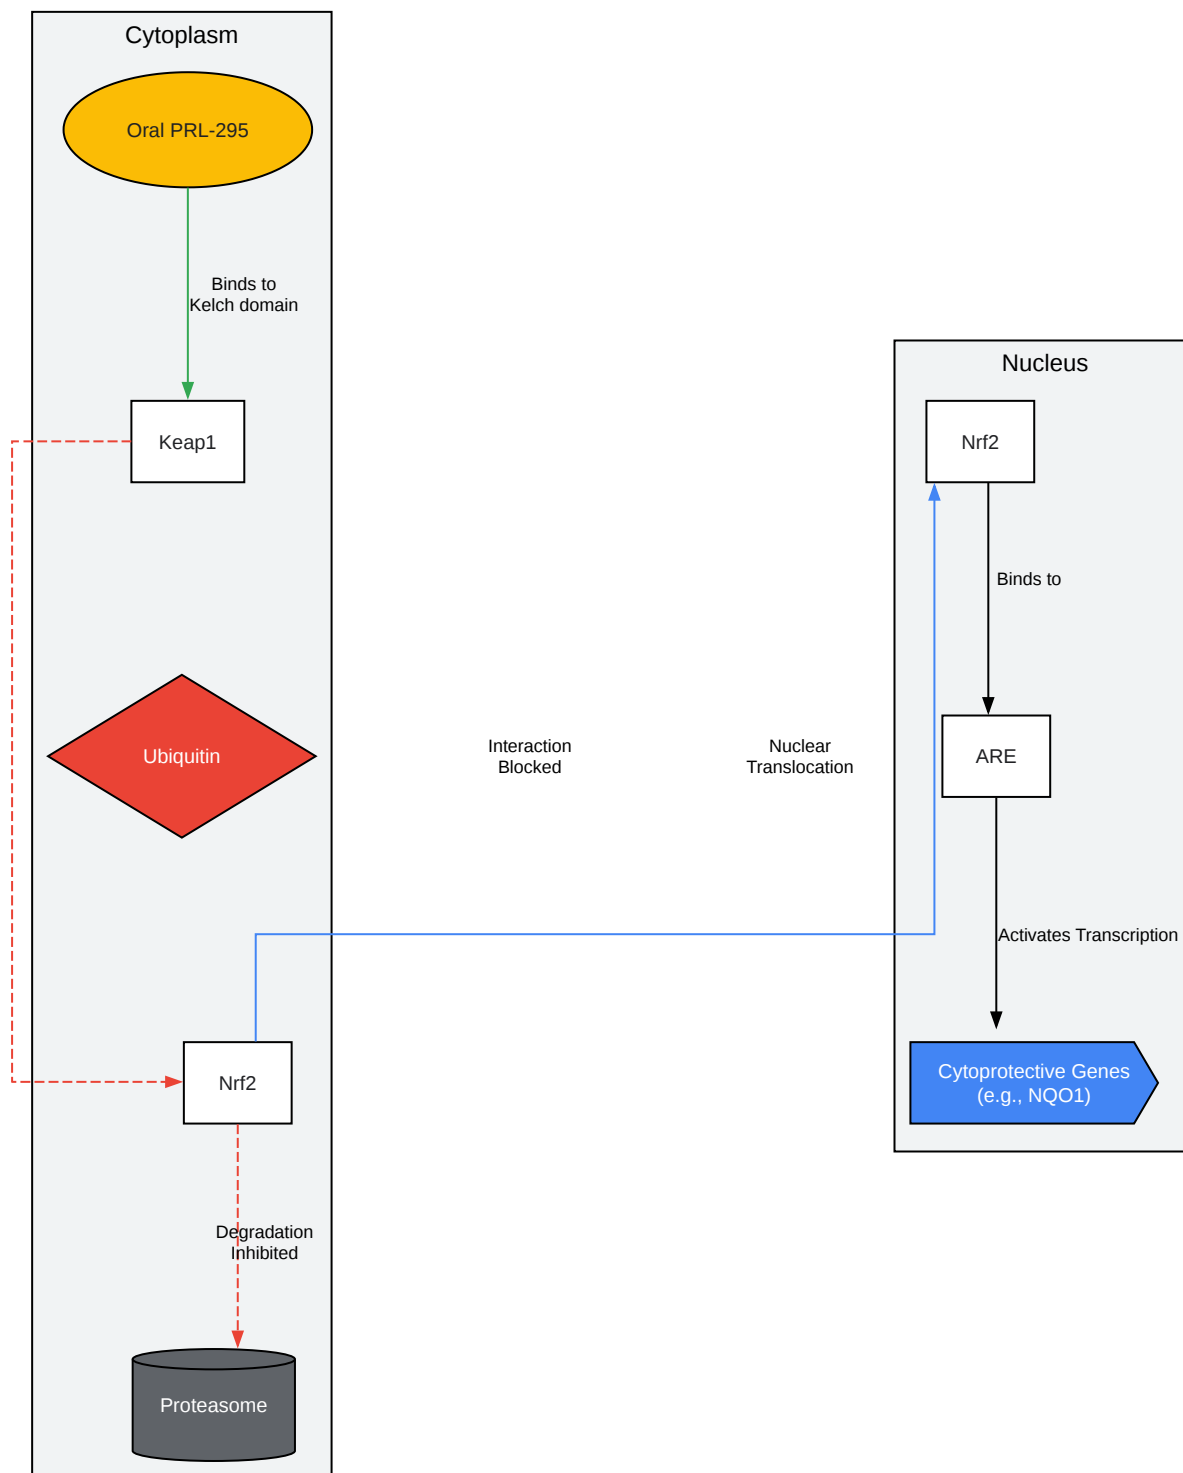 Cytoplasm
Oral PRL-295
Binds to
Kelch domain
Keap1
Ubiquitin
Interaction
Blocked
Nuclear
Translocation
Nrf2
Degradation
Inhibited
Proteasome
Nucleus
Nrf2
Binds to
ARE
Activates Transcription
Cytoprotective Genes
(e.g., NQO1)